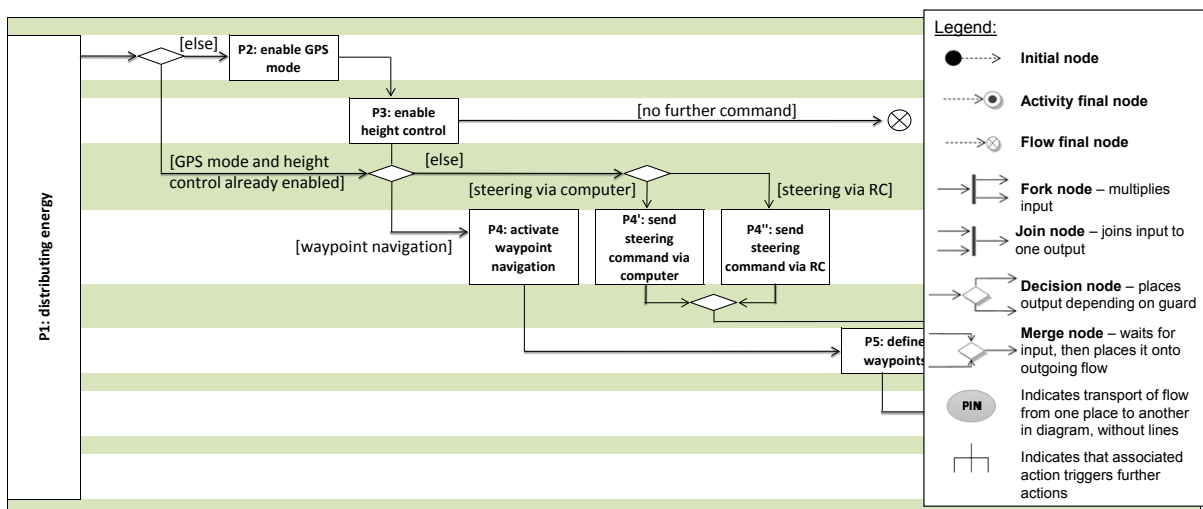 P1: distributing energy
[else]
P2: enable GPS
mode
P3: enable
height control
[no further command]
[GPS mode and height
control already enabled]
[else]
[steering via computer]
[steering via RC]
[waypoint navigation]
P4: activate
waypoint
navigation
P4': send
steering
command via
computer
P4'': send
steering
command via RC
P5: define
waypoints
Legend:
Initial node
Activity final node
Flow final node
Fork node – multiplies
input
Join node – joins input to
one output
Decision node – places
output depending on guard
Merge node – waits for
input, then places it onto
outgoing flow
PIN
Indicates transport of flow
from one place to another
in diagram, without lines
Indicates that associated
action triggers further
actions